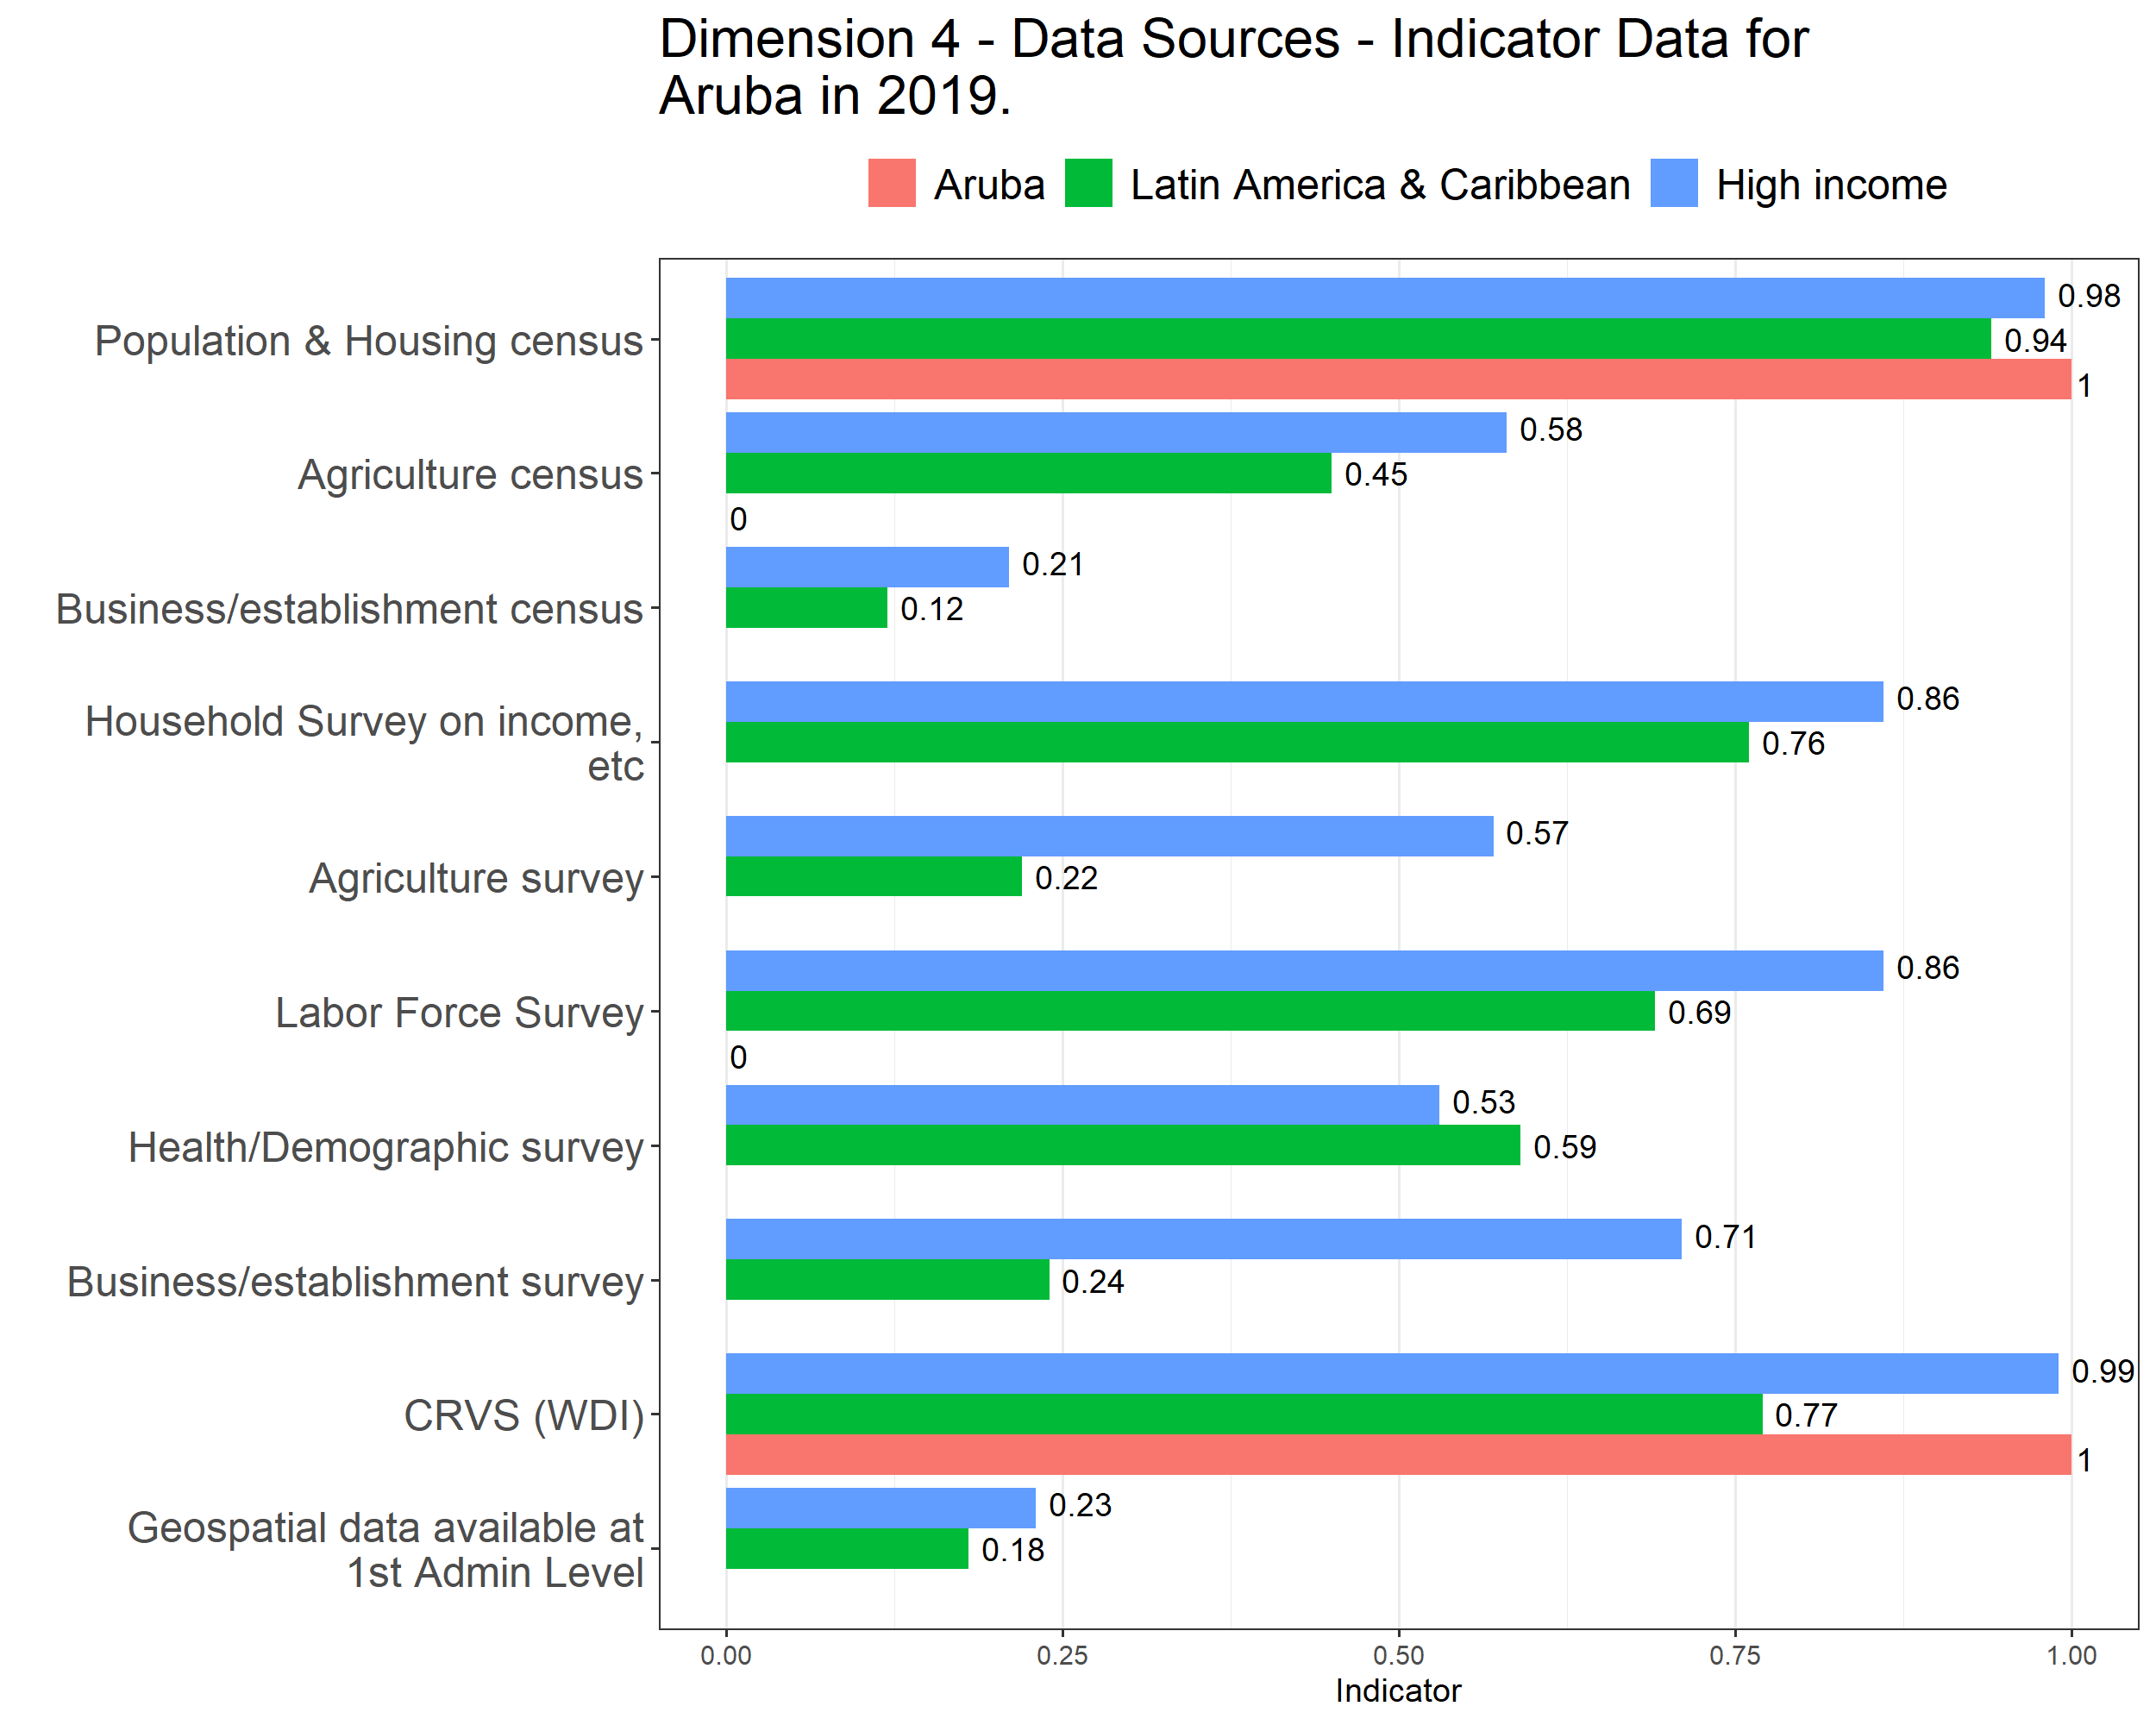 Dimension 4 - Data Sources - Indicator Data for
Aruba in 2019.
Aruba Latin America & Caribbean High income
Population & Housing census
0.98
0.94
1
Agriculture census
0.58
0.45
0
Business/establishment census
0.21
0.12
Household Survey on income,
etc
0.86
0.76
Agriculture survey
0.57
0.22
Labor Force Survey
0.86
0.69
0
Health/Demographic survey
0.53
0.59
Business/establishment survey
0.71
0.24
CRVS (WDI)
0.99
0.77
1
Geospatial data available at
1st Admin Level
0.23
0.18
0.00 0.25 0.50 0.75 1.00
Indicator